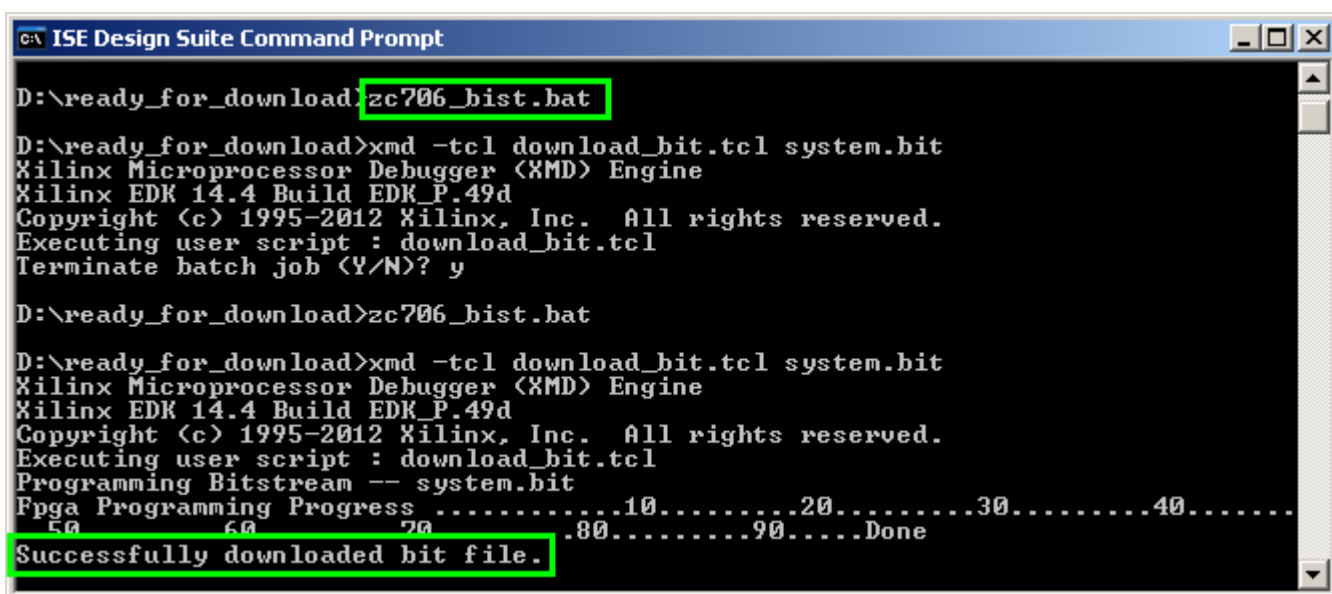 ISE Design Suite Command Prompt
D:\ready_for_download>zc706_bist.bat
D:\ready_for_download>xmd -tcl download_bit.tcl system.bit
Xilinx Microprocessor Debugger (XMD) Engine
Xilinx EDK 14.4 Build EDK_P.49d
Copyright (c) 1995-2012 Xilinx, Inc.  All rights reserved.
Executing user script : download_bit.tcl
Terminate batch job (Y/N)? y
D:\ready_for_download>zc706_bist.bat
D:\ready_for_download>xmd -tcl download_bit.tcl system.bit
Xilinx Microprocessor Debugger (XMD) Engine
Xilinx EDK 14.4 Build EDK_P.49d
Copyright (c) 1995-2012 Xilinx, Inc.  All rights reserved.
Executing user script : download_bit.tcl
Programming Bitstream -- system.bit
Fpga Programming Progress ............10.........20.........30.........40.......
..50.........60.........70.........80.........90.....Done
Successfully downloaded bit file.